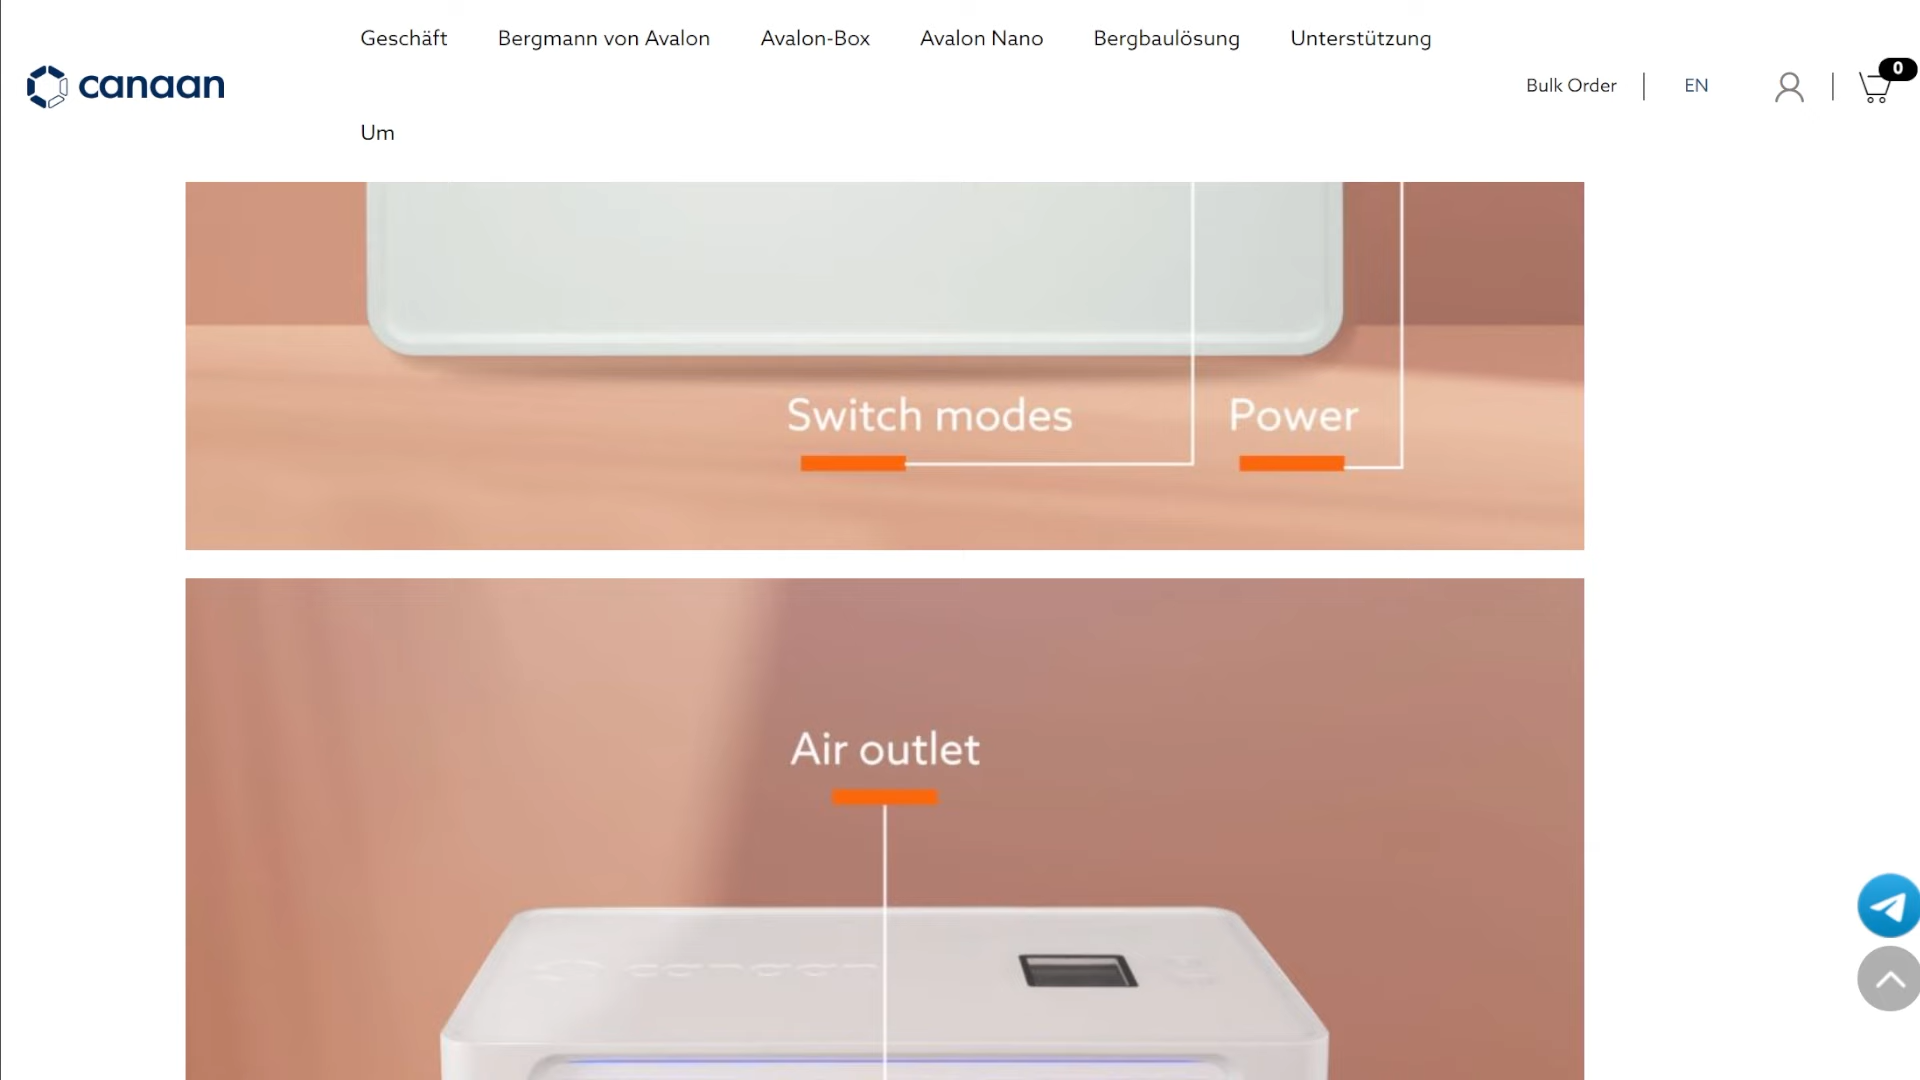 Geschäft
Bergmann von Avalon
Avalon-Box
Avalon Nano
Bergbaulösung
Unterstützung
canaan
Bulk Order
EN
0
Um
Switch modes
Power
Air outlet
canaan